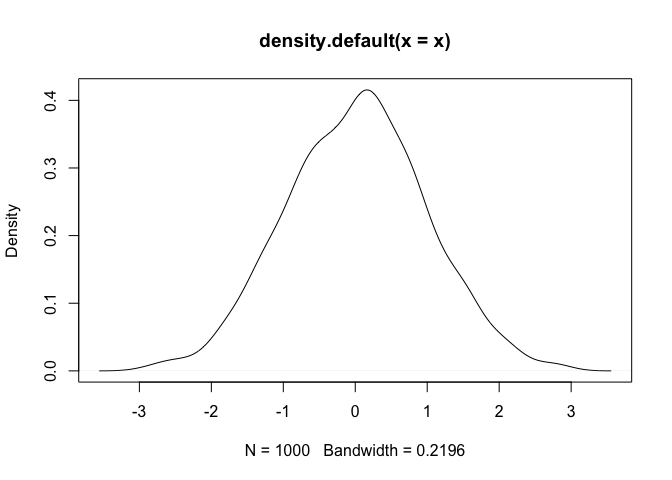 density.default(x = x)
Density
0.4
0.3
0.2
0.1
0.0
-3 -2 -1 0 1 2 3
N = 1000 Bandwidth = 0.2196